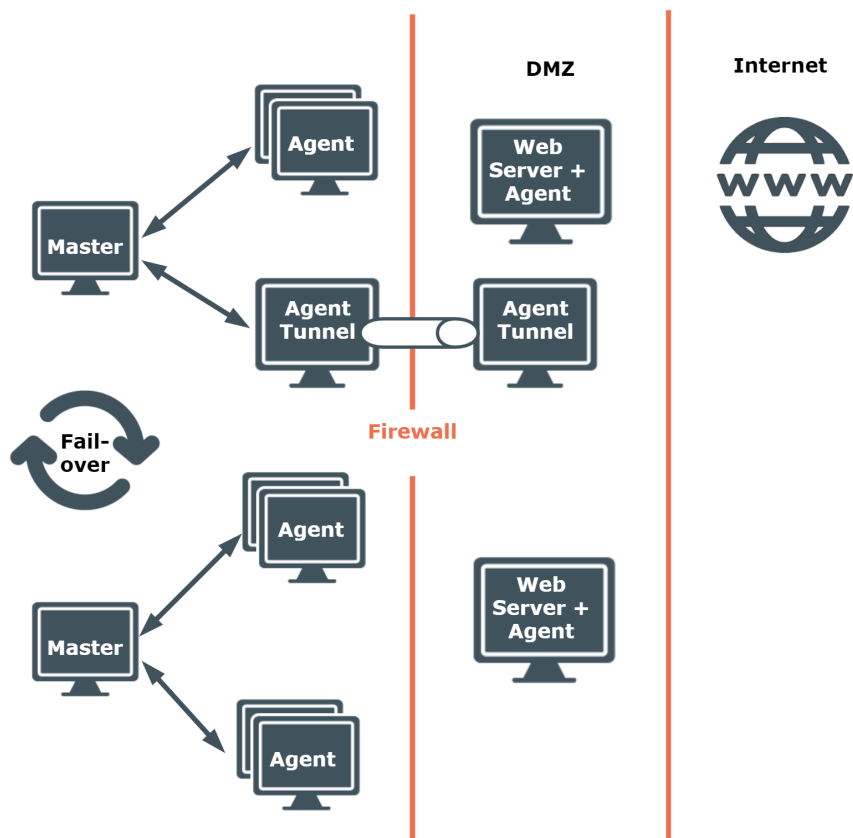 DMZ
Internet
Agent
Web
Server +
Agent
WWW
Master
Agent
Tunnel
Agent
Tunnel
Firewall
Fail-
over
Agent
Web
Server +
Agent
Master
Agent